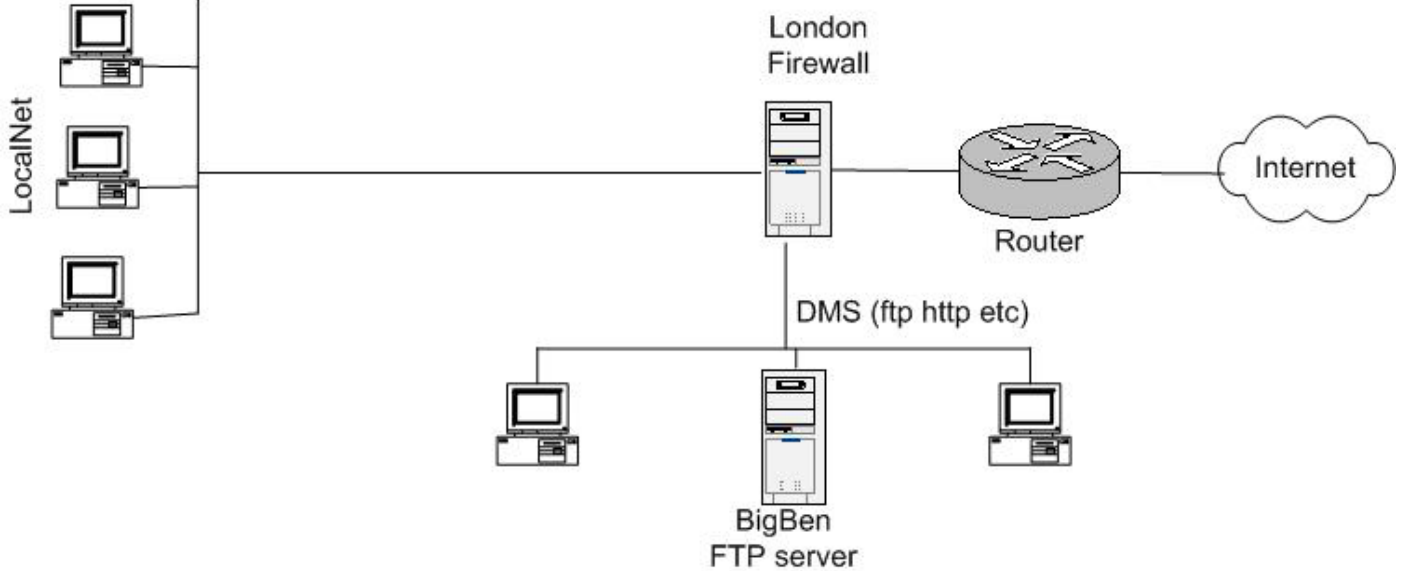 London
Firewall
LocalNet
Internet
Router
DMS (ftp http etc)
BigBen
FTP server